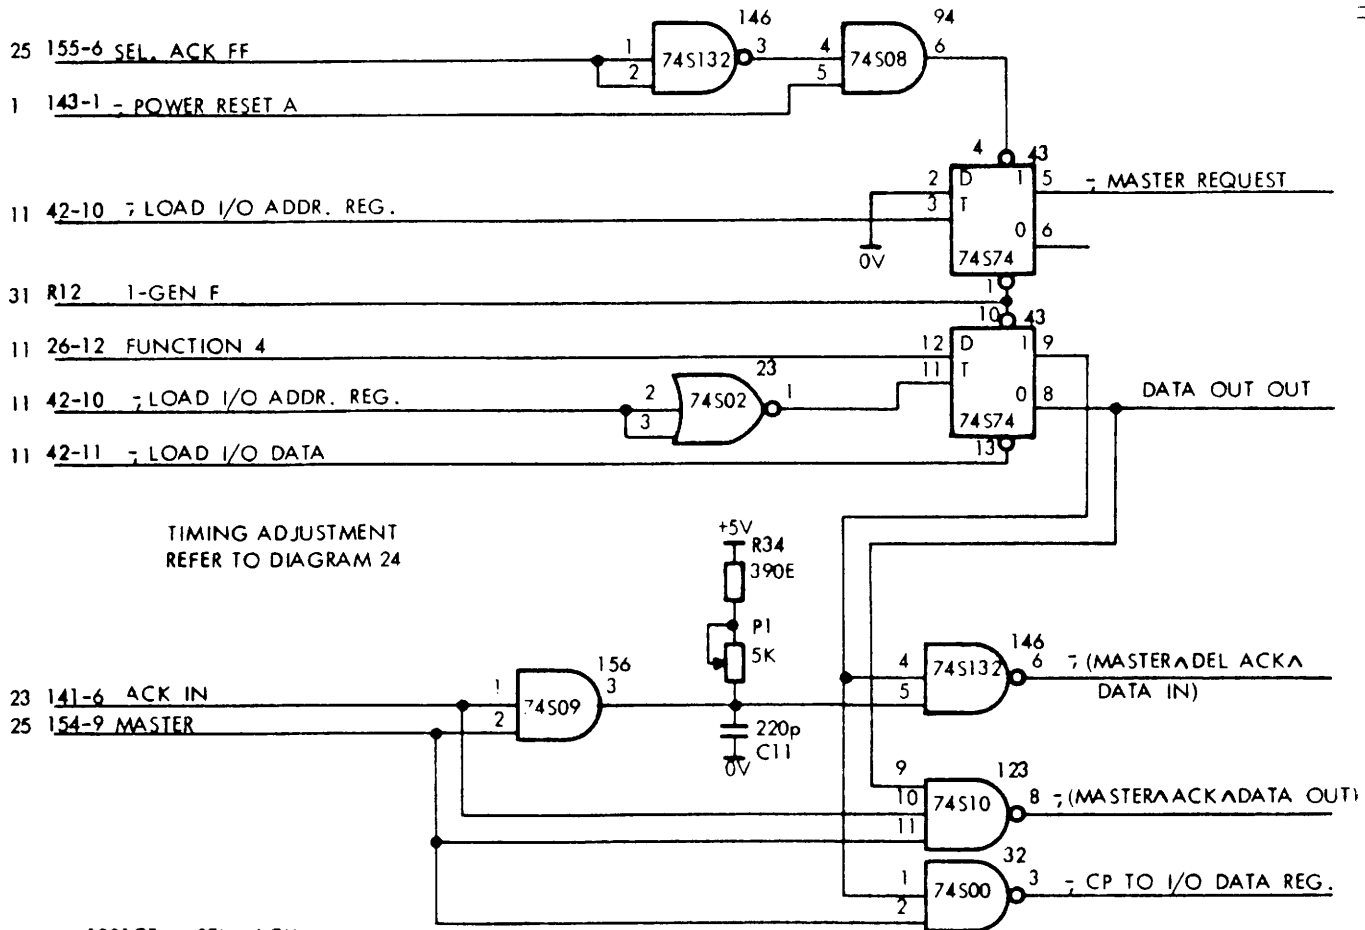 146
94
25 155-6 SEL. ACK FF
1
2
74S132
3
4
5
74S08
6
1 143-1 ¬, POWER RESET A
4
43
2
3
D
T
1
0
74S74
5
6
¬, MASTER REQUEST
11 42-10 ¬, LOAD I/O ADDR. REG.
0V
1
31 R12 1-GEN F
10
43
11 26-12 FUNCTION 4
12
11
D
T
1
0
74S74
9
8
23
11 42-10 ¬, LOAD I/O ADDR. REG.
2
3
74S02
1
DATA OUT OUT
13
11 42-11 ¬, LOAD I/O DATA
TIMING ADJUSTMENT
REFER TO DIAGRAM 24
+5V
R34
390E
P1
5K
146
4
5
74S132
6
¬, (MASTER∧DEL ACK∧
DATA IN)
156
23 141-6 ACK IN
25 154-9 MASTER
1
2
74S09
3
220p
C11
0V
123
9
10
11
74S10
8
¬, (MASTER∧ACK∧DATA OUT)
32
1
2
74S00
3
¬, CP TO I/O DATA REG.